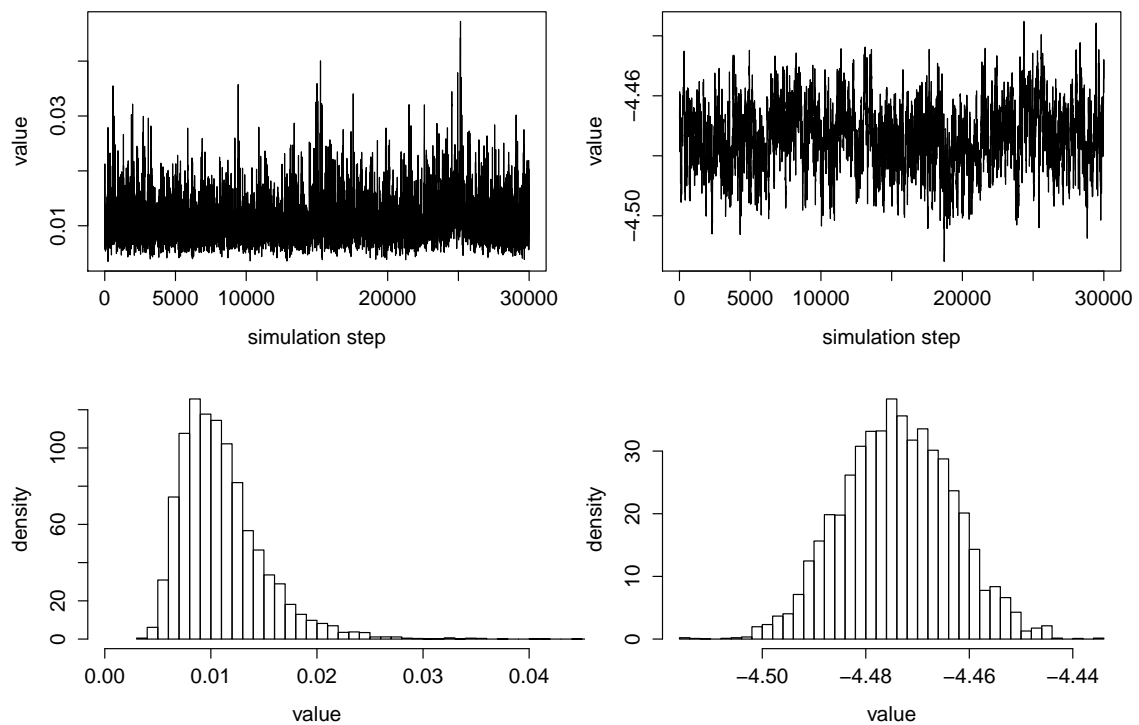 value
0.01 0.03
0 5000 10000 20000 30000
simulation step
value
−4.50 −4.46
0 5000 10000 20000 30000
simulation step
density
0 20 60 100
0.00 0.01 0.02 0.03 0.04
value
density
0 10 20 30
−4.50 −4.48 −4.46 −4.44
value